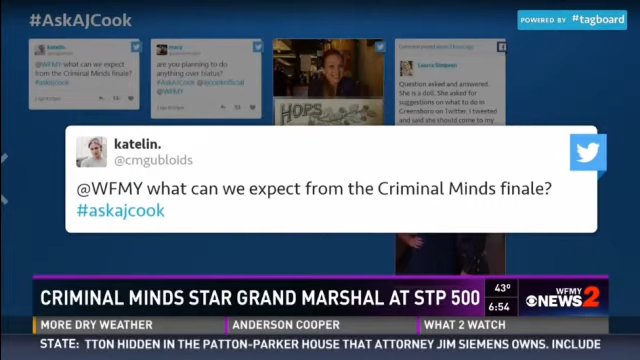 #AskAJCook
POWERED BY #tagboard
katelin.
@WFMY what can we expect
from the Criminal Minds finale?
#askajcook
mara
are you planning to do
anything over hiatus?
#AskAJCook @ajcookofficial
@WFMY
HOPS
Laura Simpson
Question asked and answered.
She is a doll. She asked for
suggestions on what to do in
Greensboro on Twitter. I tweeted
and said she should come to my
katelin.
@cmgubloids
@WFMY what can we expect from the Criminal Minds finale?
#askajcook
CRIMINAL MINDS STAR GRAND MARSHAL AT STP 500
43°
6:54
WFMY
NEWS 2
MORE DRY WEATHER
ANDERSON COOPER
WHAT 2 WATCH
STATE: TTON HIDDEN IN THE PATTON-PARKER HOUSE THAT ATTORNEY JIM SIEMENS OWNS. INCLUDE